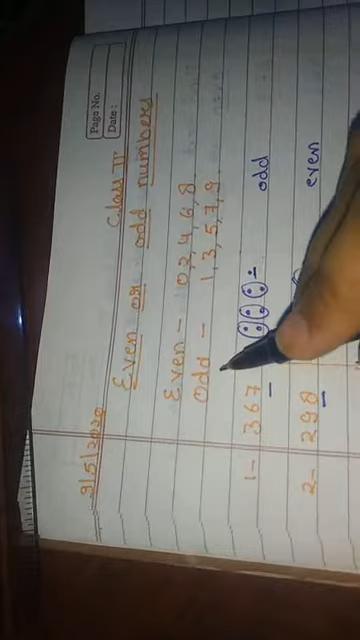 Page No.
Date :
9/5/2020
Class II
Even or odd numbers
Even - 0,2,4,6,8
Odd - 1,3,5,7,9
1- 367 odd
2- 298 even